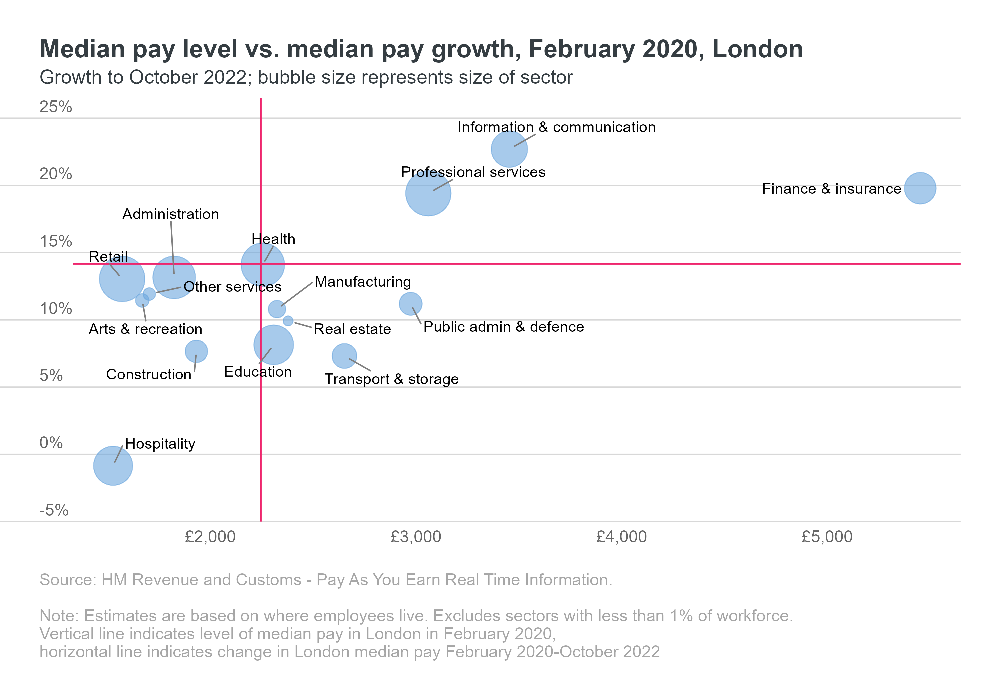 Median pay level vs. median pay growth, February 2020, London
Growth to October 2022; bubble size represents size of sector
25%
Information & communication
20%
Professional services
Finance & insurance
Administration
15%
Health
Retail
Manufacturing
Other services
10%
Arts & recreation
Real estate
Public admin & defence
5%
Construction
Education
Transport & storage
0%
Hospitality
-5%
£2,000 £3,000 £4,000 £5,000
Source: HM Revenue and Customs - Pay As You Earn Real Time Information.
Note: Estimates are based on where employees live. Excludes sectors with less than 1% of workforce.
Vertical line indicates level of median pay in London in February 2020,
horizontal line indicates change in London median pay February 2020-October 2022